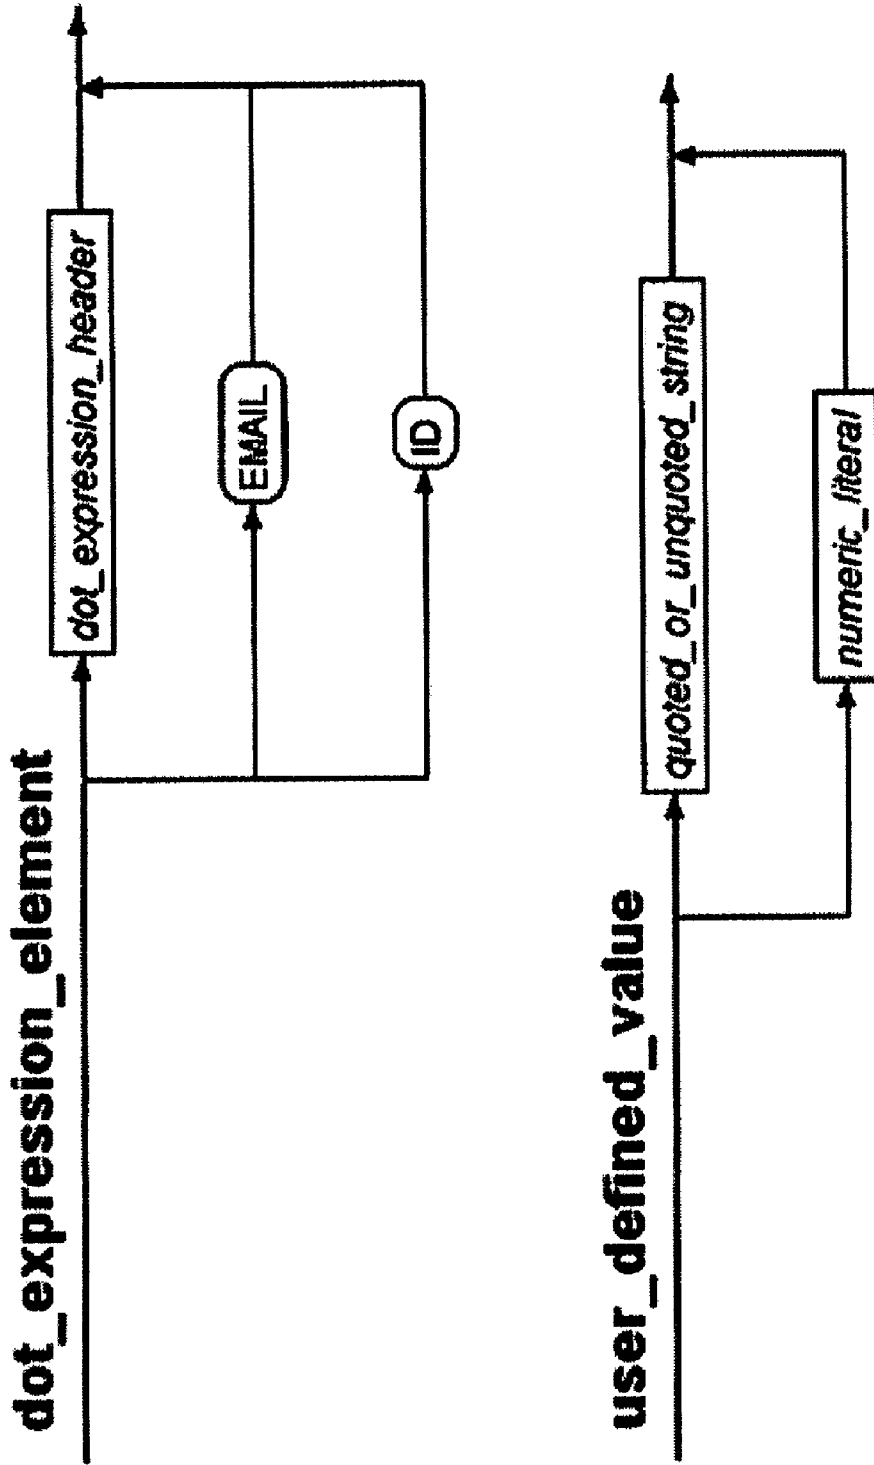 dot_expression_element
dot_expression_header
EMAIL
ID
user_defined_value
quoted_or_unquoted_string
numeric_literal